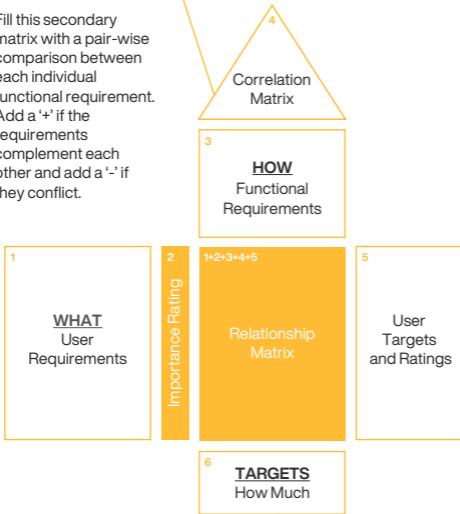 Fill this secondary
matrix with a pair-wise
comparison between
each individual
functional requirement.
Add a ‘+’ if the
requirements
complement each
other and add a ‘-’ if
they conflict.
4
Correlation
Matrix
3
HOW
Functional
Requirements
1
WHAT
User
Requirements
2
Importance Rating
1+2+3+4+5
Relationship
Matrix
5
User
Targets
and Ratings
6
TARGETS
How Much